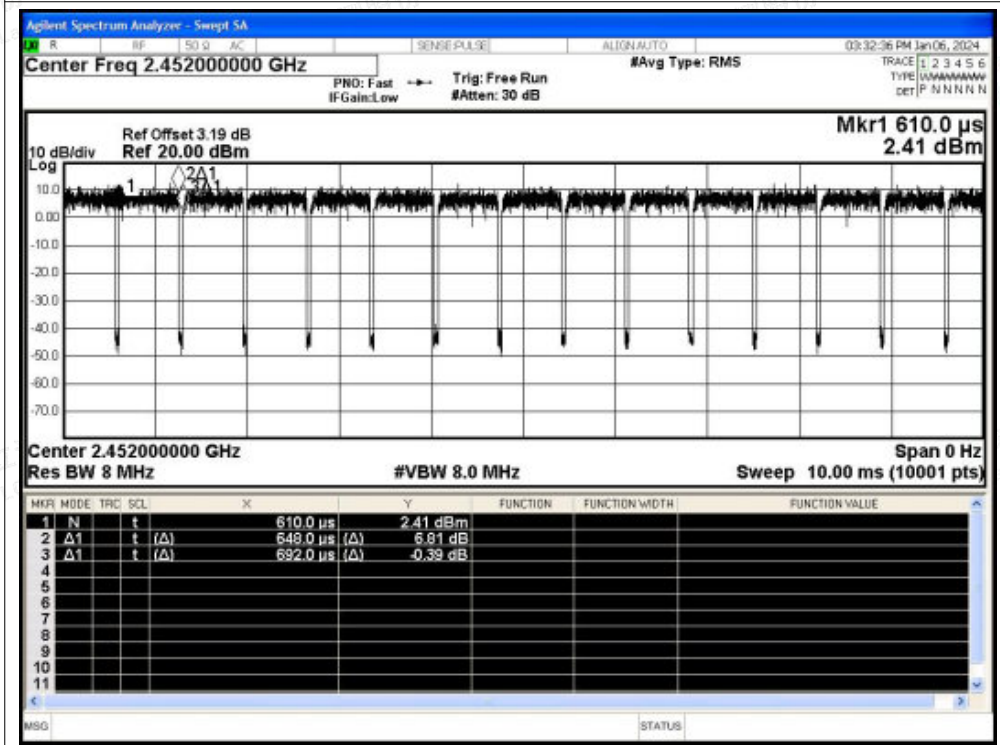 Agilent Spectrum Analyzer - Swept SA
LXI R RF 50 Ω AC SENSE:PULSE ALIGN AUTO 03:32:36 PM Jan 06, 2024
Center Freq 2.452000000 GHz #Avg Type: RMS TRACE 1 2 3 4 5 6
PNO: Fast Trig: Free Run TYPE WWWWWW
IFGain:Low #Atten: 30 dB DET P N N N N N
Mkr1 610.0 µs
Ref Offset 3.19 dB
10 dB/div Ref 20.00 dBm 2.41 dBm
Log
2Δ1
1 3Δ1
10.0
0.00
-10.0
-20.0
-30.0
-40.0
-50.0
-60.0
-70.0
Center 2.452000000 GHz Span 0 Hz
Res BW 8 MHz #VBW 8.0 MHz Sweep 10.00 ms (10001 pts)
MKR MODE TRC SCL X Y FUNCTION FUNCTION WIDTH FUNCTION VALUE
1 N t 610.0 µs 2.41 dBm
2 Δ1 t (Δ) 648.0 µs (Δ) 6.81 dB
3 Δ1 t (Δ) 692.0 µs (Δ) -0.39 dB
4
5
6
7
8
9
10
11
MSG STATUS